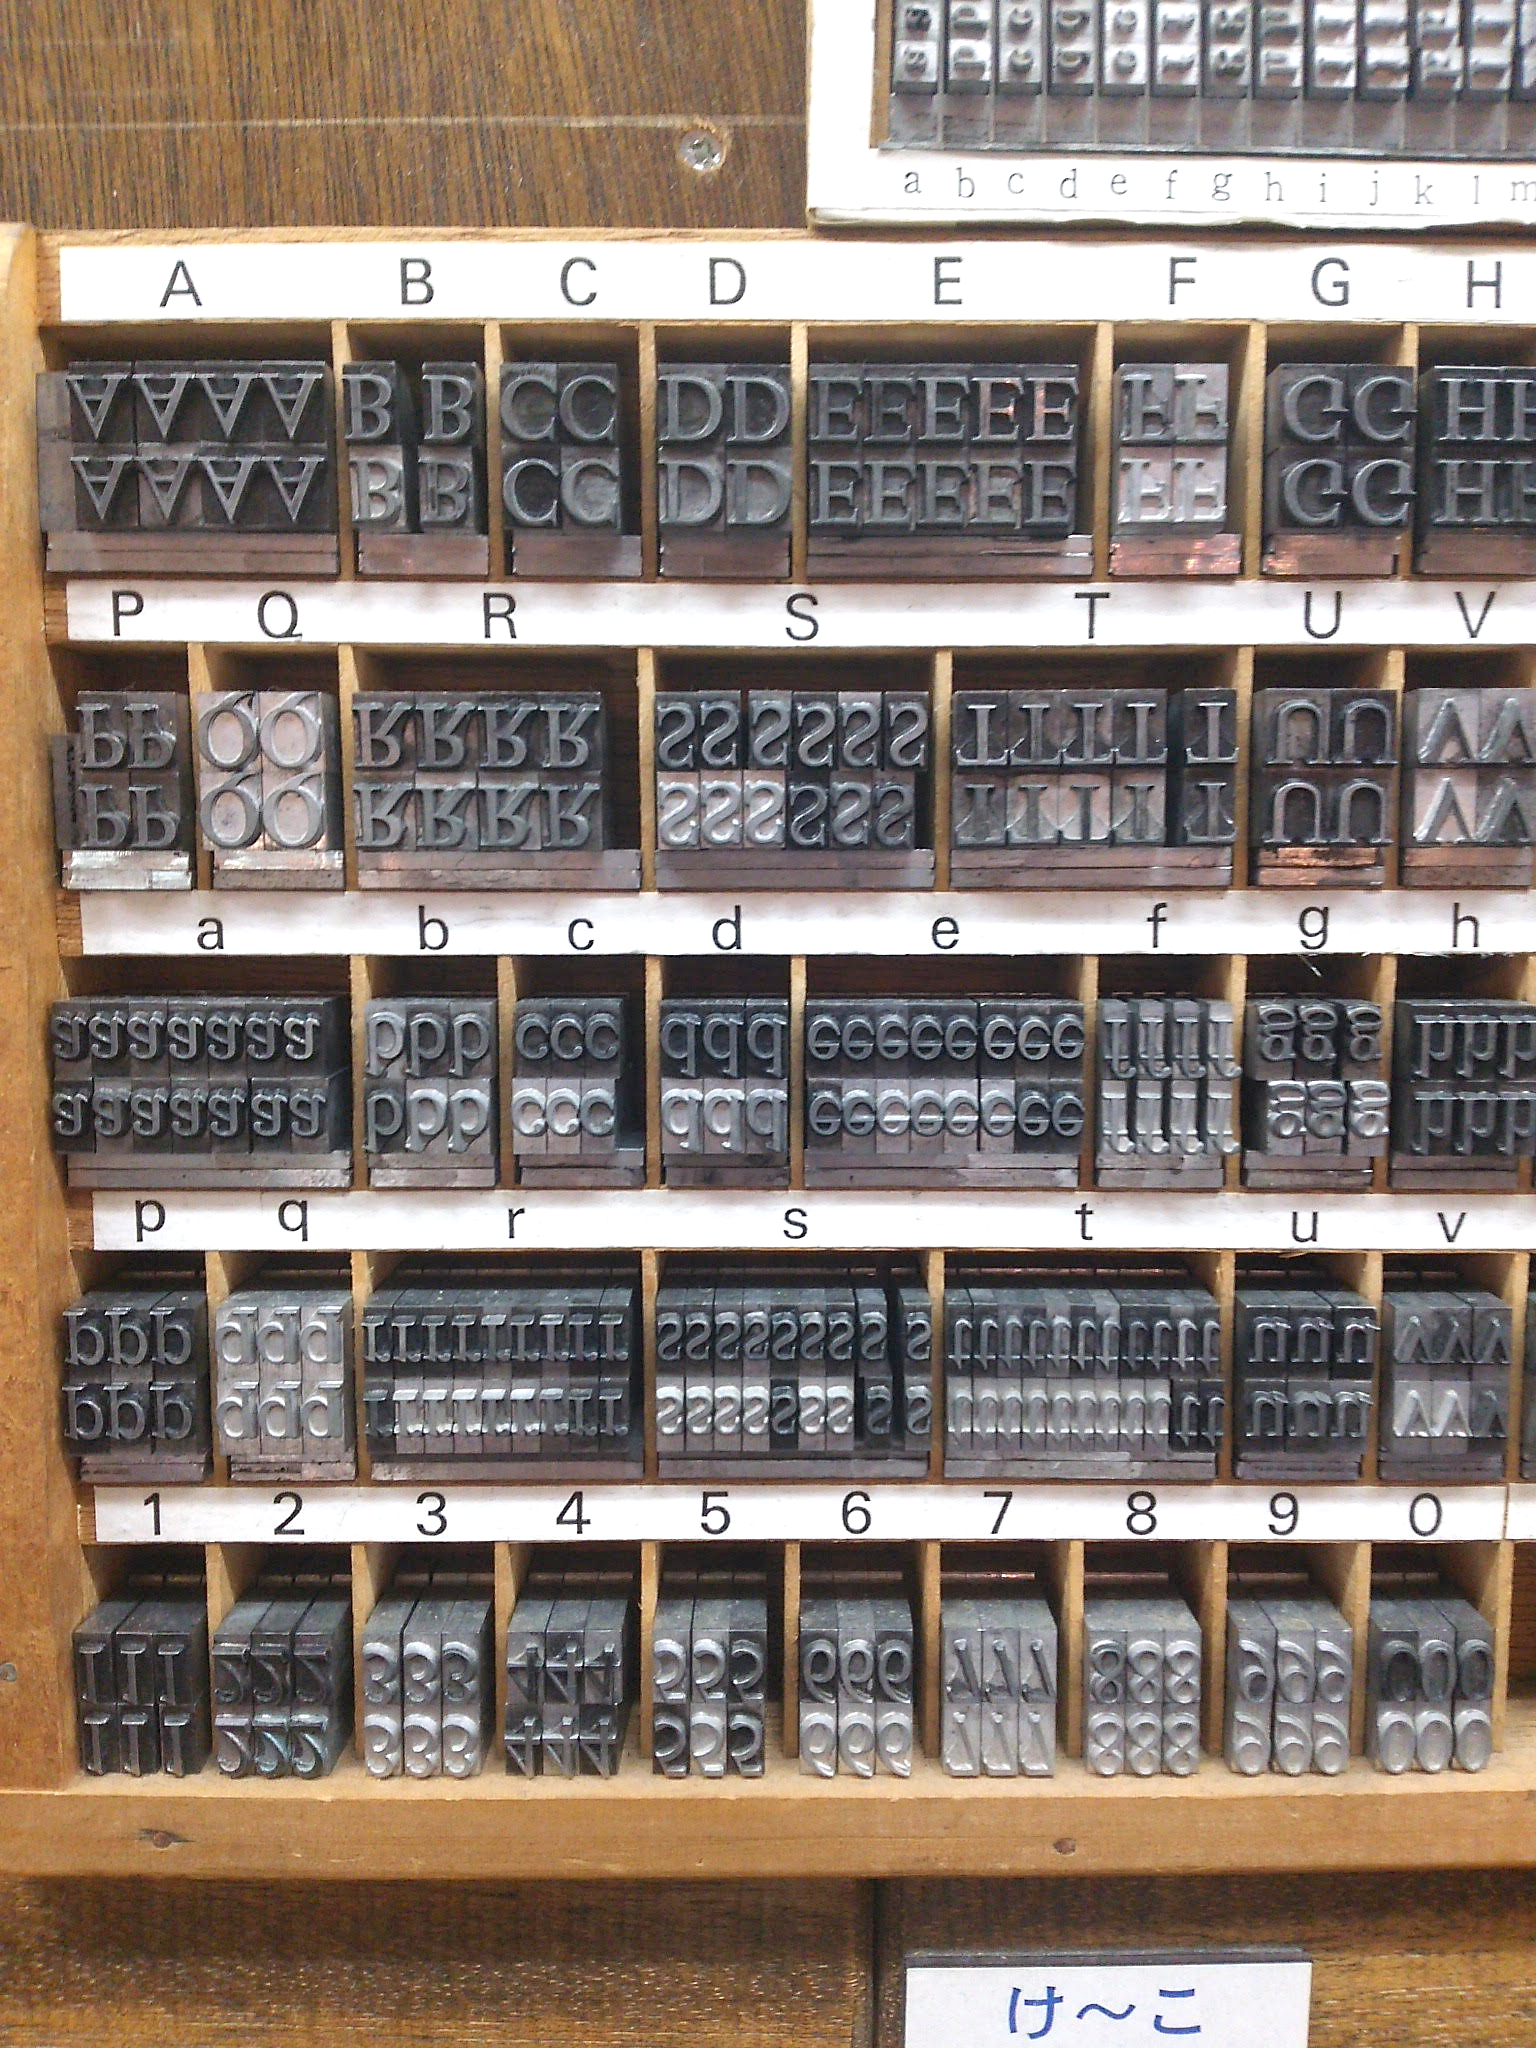 a b c d e f g h i j k l m
A B C D E F G H
P Q R S T U V
a b c d e f g h
p q r s t u v
1 2 3 4 5 6 7 8 9 0
け～こ